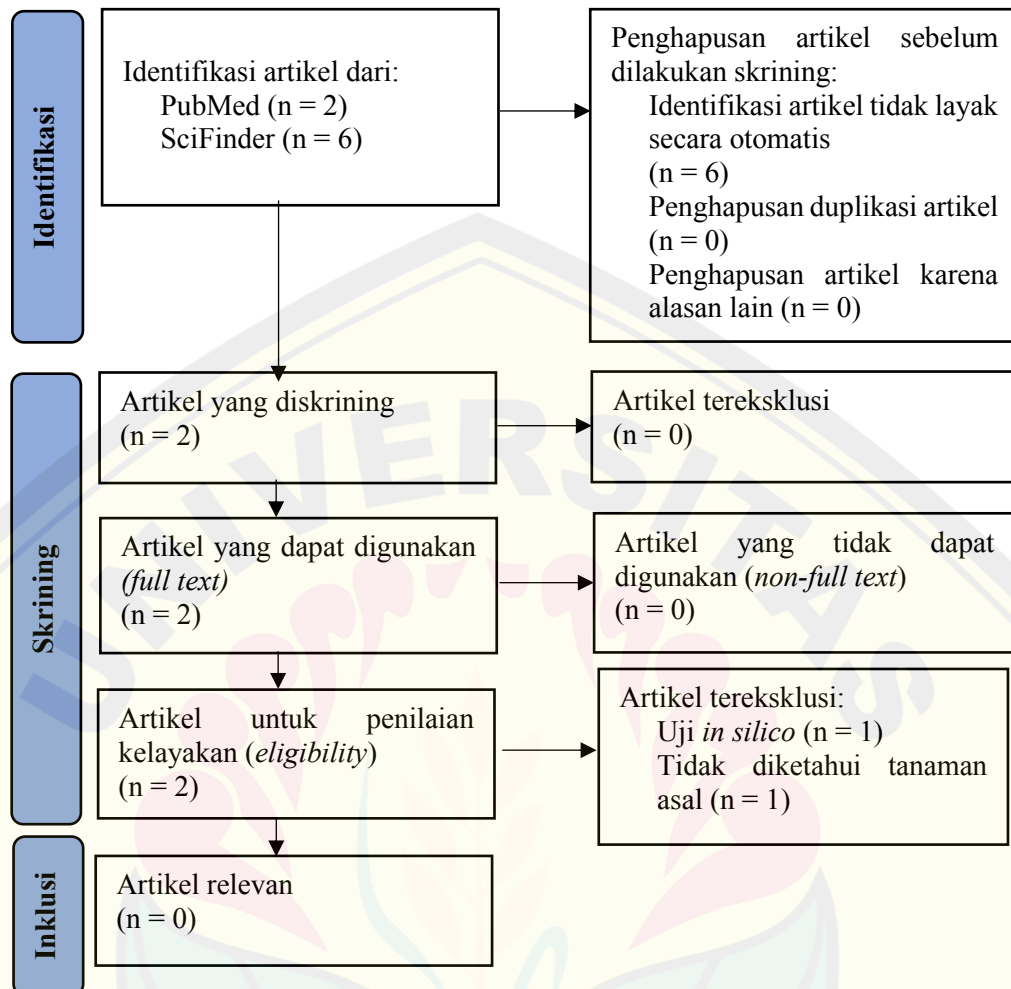 Identifikasi
Identifikasi artikel dari:
PubMed (n = 2)
SciFinder (n = 6)
Penghapusan artikel sebelum
dilakukan skrining:
Identifikasi artikel tidak layak
secara otomatis
(n = 6)
Penghapusan duplikasi artikel
(n = 0)
Penghapusan artikel karena
alasan lain (n = 0)
Skrining
Artikel yang diskrining
(n = 2)
Artikel tereksklusi
(n = 0)
Artikel yang dapat digunakan
(full text)
(n = 2)
Artikel yang tidak dapat
digunakan (non-full text)
(n = 0)
Artikel untuk penilaian
kelayakan (eligibility)
(n = 2)
Artikel tereksklusi:
Uji in silico (n = 1)
Tidak diketahui tanaman
asal (n = 1)
Inklusi
Artikel relevan
(n = 0)
UNIVERSITAS